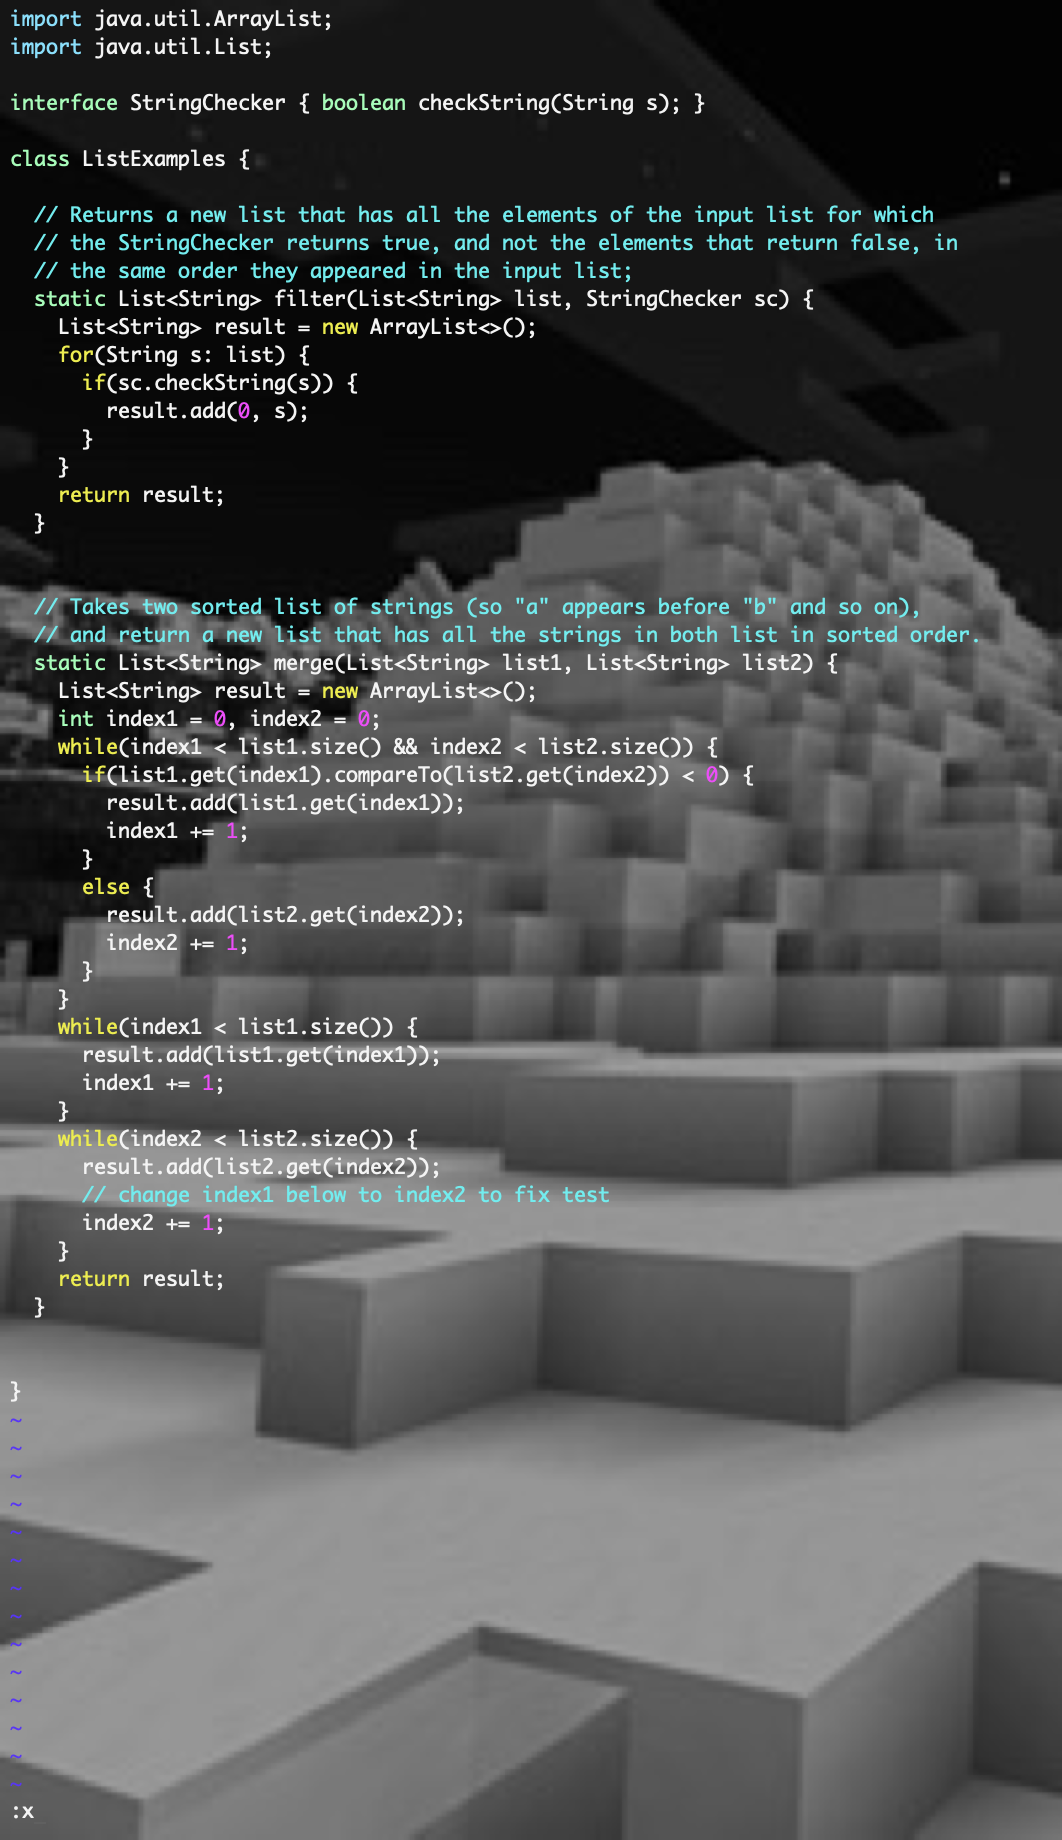 import java.util.ArrayList;
import java.util.List;

interface StringChecker { boolean checkString(String s); }

class ListExamples {

  // Returns a new list that has all the elements of the input list for which
  // the StringChecker returns true, and not the elements that return false, in
  // the same order they appeared in the input list;
  static List<String> filter(List<String> list, StringChecker sc) {
    List<String> result = new ArrayList<>();
    for(String s: list) {
      if(sc.checkString(s)) {
        result.add(0, s);
      }
    }
    return result;
  }


  // Takes two sorted list of strings (so "a" appears before "b" and so on),
  // and return a new list that has all the strings in both list in sorted order.
  static List<String> merge(List<String> list1, List<String> list2) {
    List<String> result = new ArrayList<>();
    int index1 = 0, index2 = 0;
    while(index1 < list1.size() && index2 < list2.size()) {
      if(list1.get(index1).compareTo(list2.get(index2)) < 0) {
        result.add(list1.get(index1));
        index1 += 1;
      }
      else {
        result.add(list2.get(index2));
        index2 += 1;
      }
    }
    while(index1 < list1.size()) {
      result.add(list1.get(index1));
      index1 += 1;
    }
    while(index2 < list2.size()) {
      result.add(list2.get(index2));
      // change index1 below to index2 to fix test
      index2 += 1;
    }
    return result;
  }


}
~
~
~
~
~
~
~
~
~
~
~
~
~
~
:x